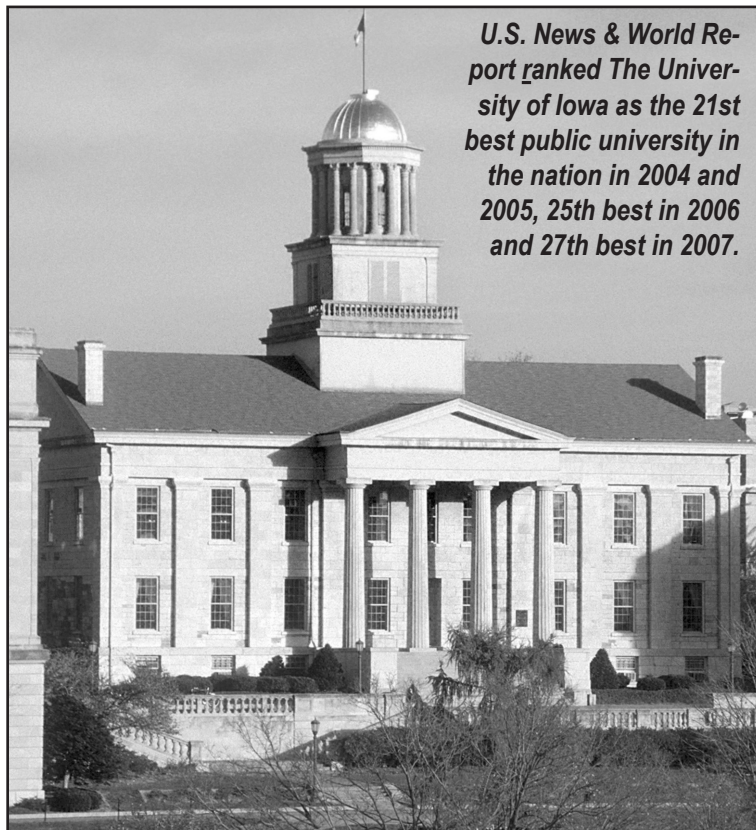 U.S. News & World Re-
port ranked The Univer-
sity of Iowa as the 21st
best public university in
the nation in 2004 and
2005, 25th best in 2006
and 27th best in 2007.